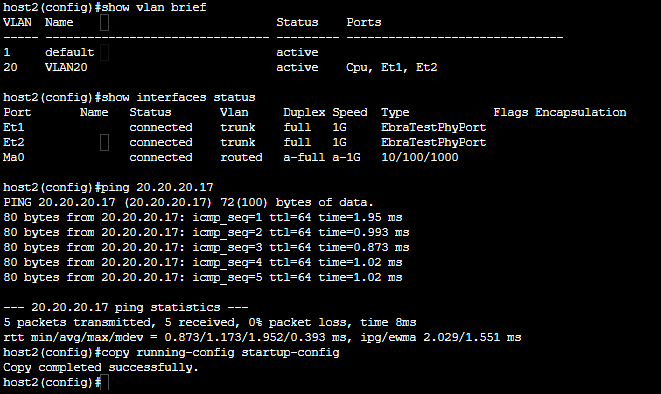 host2(config)#show vlan brief
VLAN  Name                             Status    Ports
----- -------------------------------- --------- -------------------------------
1     default                          active
20    VLAN20                           active    Cpu, Et1, Et2

host2(config)#show interfaces status
Port       Name   Status       Vlan     Duplex Speed  Type            Flags Encapsulation
Et1               connected    trunk    full   1G     EbraTestPhyPort
Et2               connected    trunk    full   1G     EbraTestPhyPort
Ma0               connected    routed   a-full a-1G   10/100/1000

host2(config)#ping 20.20.20.17
PING 20.20.20.17 (20.20.20.17) 72(100) bytes of data.
80 bytes from 20.20.20.17: icmp_seq=1 ttl=64 time=1.95 ms
80 bytes from 20.20.20.17: icmp_seq=2 ttl=64 time=0.993 ms
80 bytes from 20.20.20.17: icmp_seq=3 ttl=64 time=0.873 ms
80 bytes from 20.20.20.17: icmp_seq=4 ttl=64 time=1.02 ms
80 bytes from 20.20.20.17: icmp_seq=5 ttl=64 time=1.02 ms

--- 20.20.20.17 ping statistics ---
5 packets transmitted, 5 received, 0% packet loss, time 8ms
rtt min/avg/max/mdev = 0.873/1.173/1.952/0.393 ms, ipg/ewma 2.029/1.551 ms
host2(config)#copy running-config startup-config
Copy completed successfully.
host2(config)#